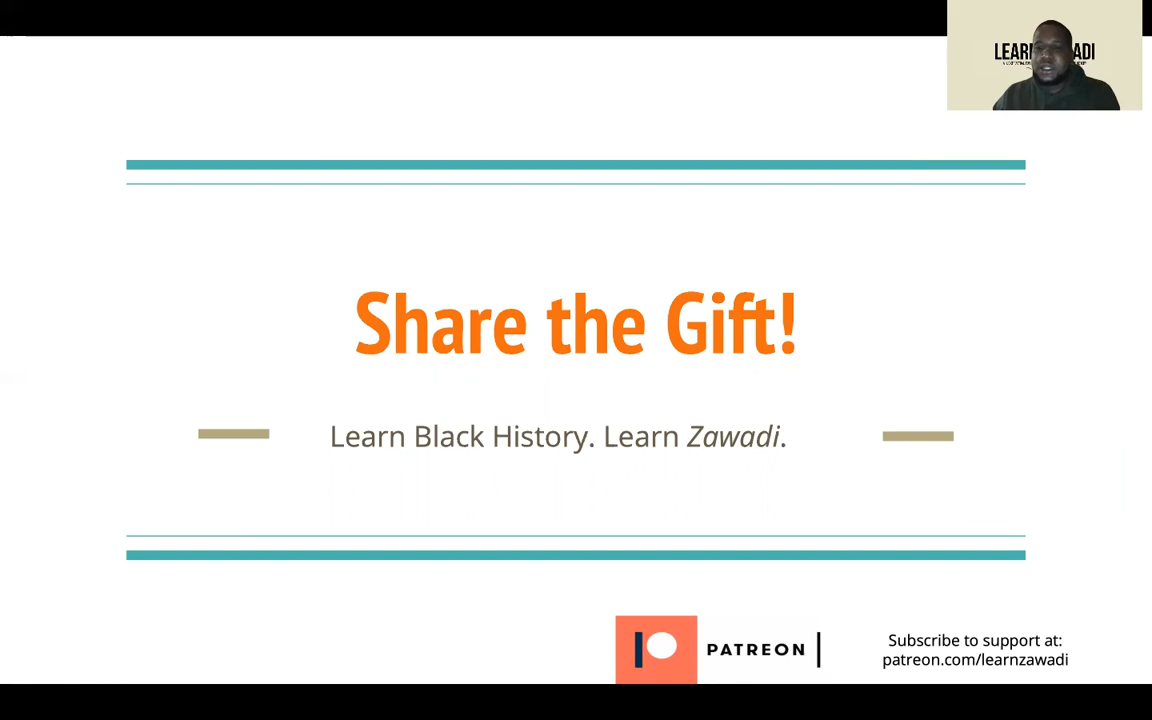 Share the Gift!
Learn Black History. Learn Zawadi.
PATREON
Subscribe to support at:
patreon.com/learnzawadi